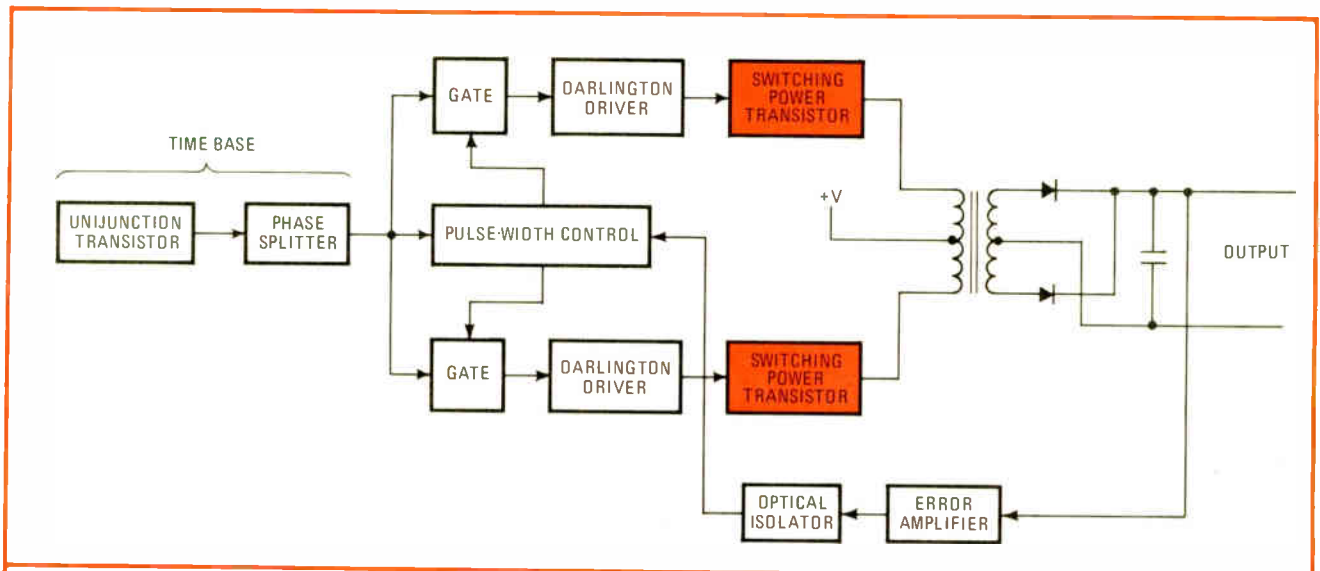 GATE
DARLINGTON
DRIVER
SWITCHING
POWER
TRANSISTOR
TIME BASE
UNIJUNCTION
TRANSISTOR
PHASE
SPLITTER
PULSE-WIDTH CONTROL
+V
OUTPUT
GATE
DARLINGTON
DRIVER
SWITCHING
POWER
TRANSISTOR
OPTICAL
ISOLATOR
ERROR
AMPLIFIER